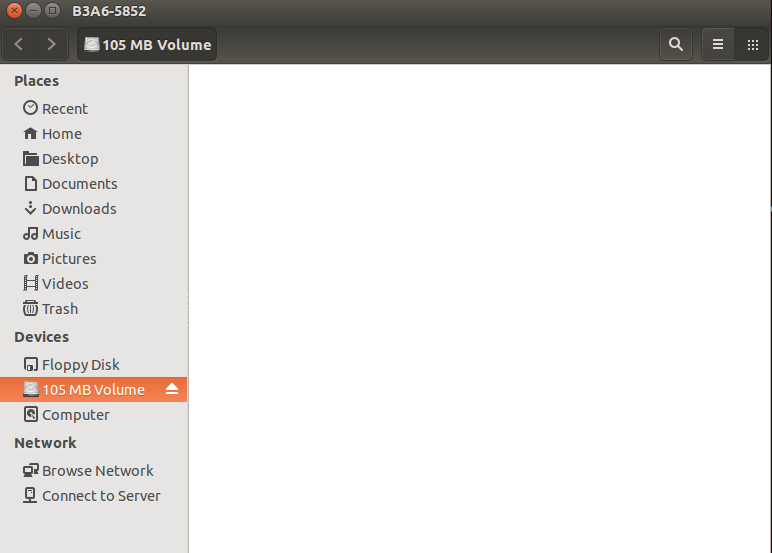 B3A6-5852
105 MB Volume
Places
Recent
Home
Desktop
Documents
Downloads
Music
Pictures
Videos
Trash
Devices
Floppy Disk
105 MB Volume
Computer
Network
Browse Network
Connect to Server